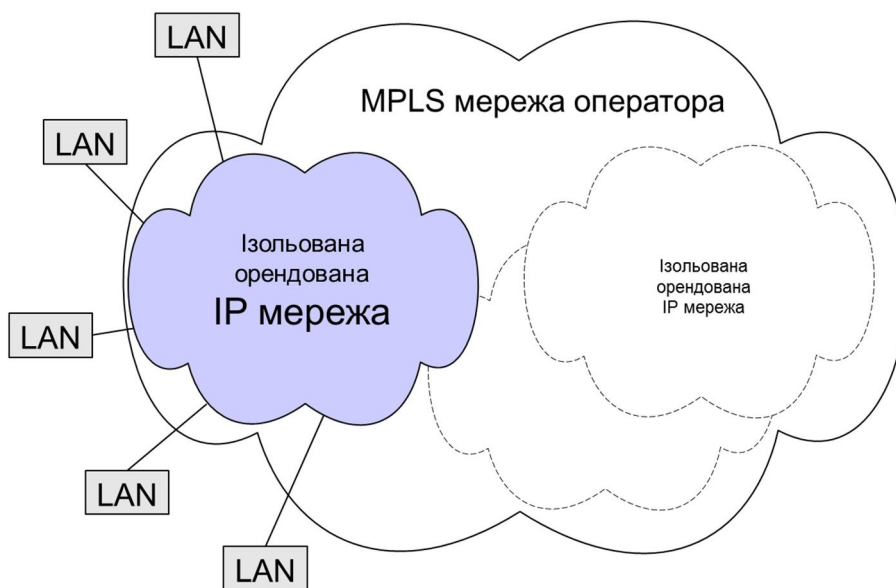 LAN
MPLS мережа оператора
LAN
Ізольована
орендована
IP мережа
Ізольована
орендована
IP мережа
LAN
LAN
LAN